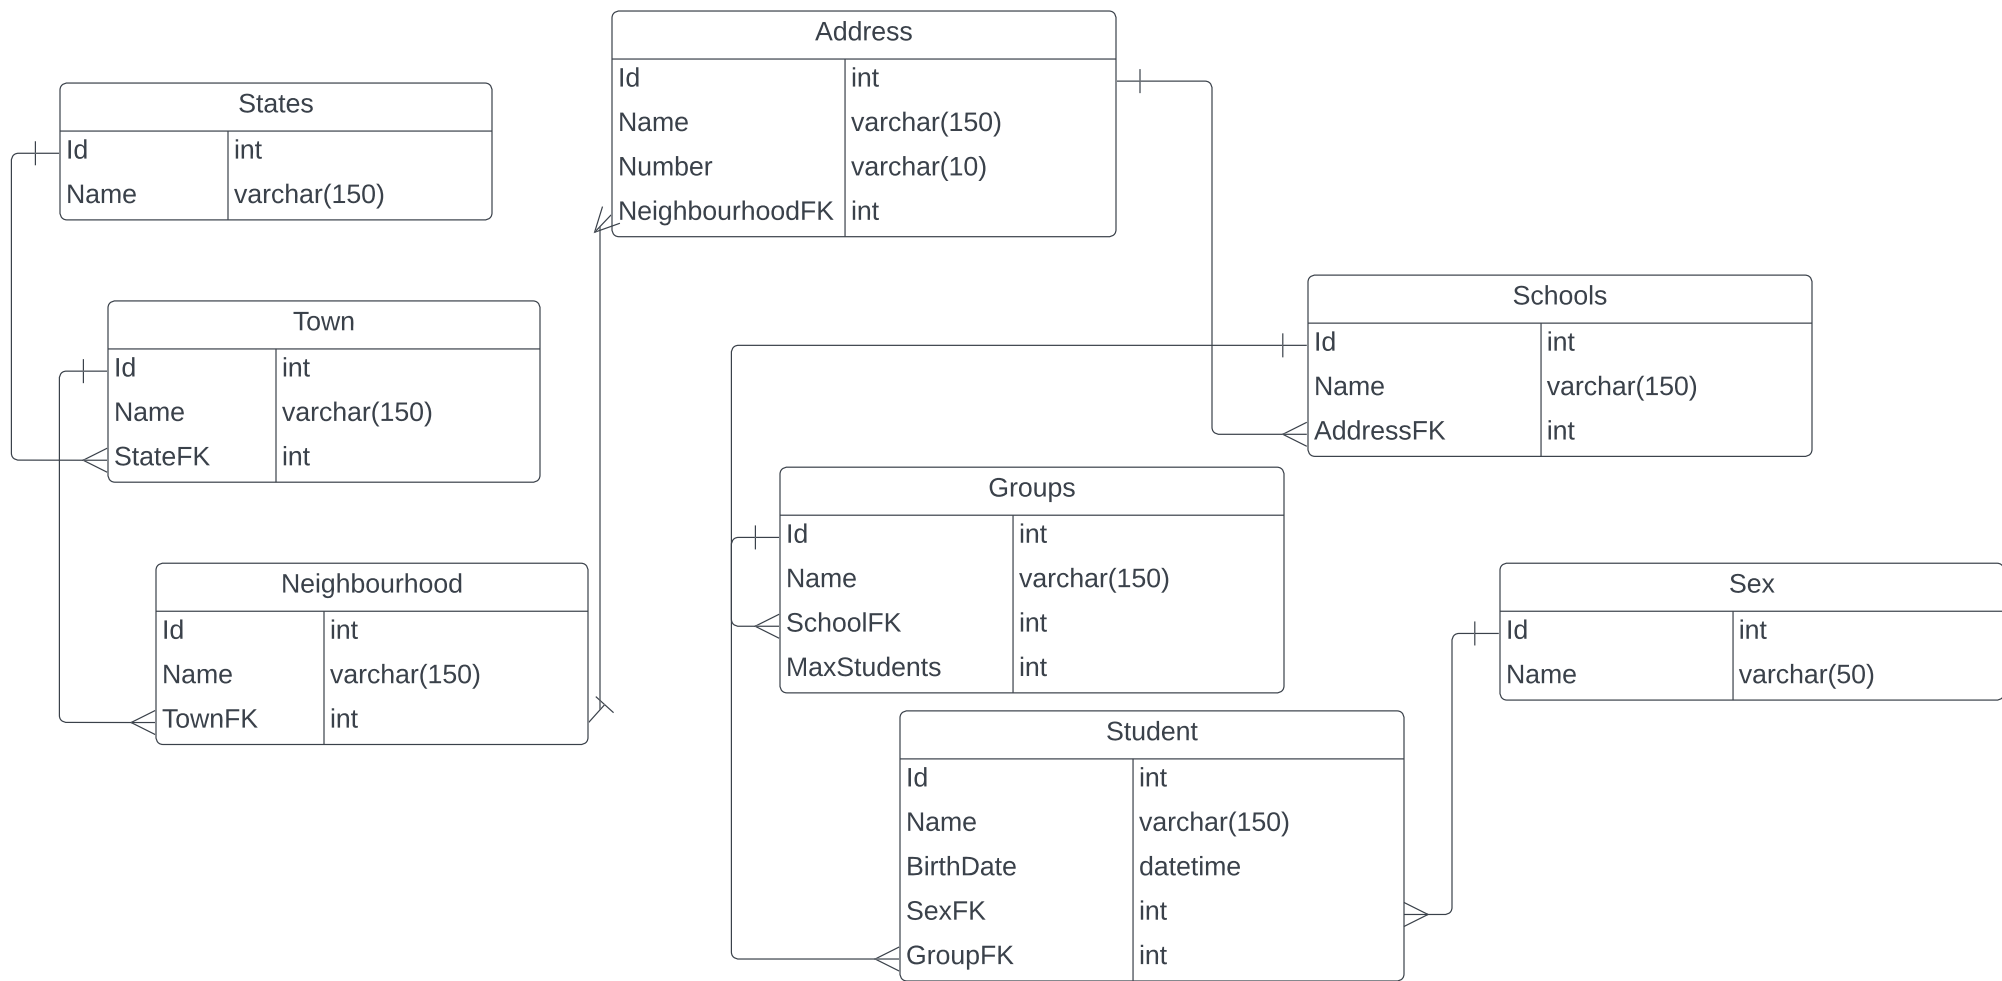 States
Id int
Name varchar(150)
Town
Id int
Name varchar(150)
StateFK int
Neighbourhood
Id int
Name varchar(150)
TownFK int
Address
Id int
Name varchar(150)
Number varchar(10)
NeighbourhoodFK int
Schools
Id int
Name varchar(150)
AddressFK int
Groups
Id int
Name varchar(150)
SchoolFK int
MaxStudents int
Student
Id int
Name varchar(150)
BirthDate datetime
SexFK int
GroupFK int
Sex
Id int
Name varchar(50)